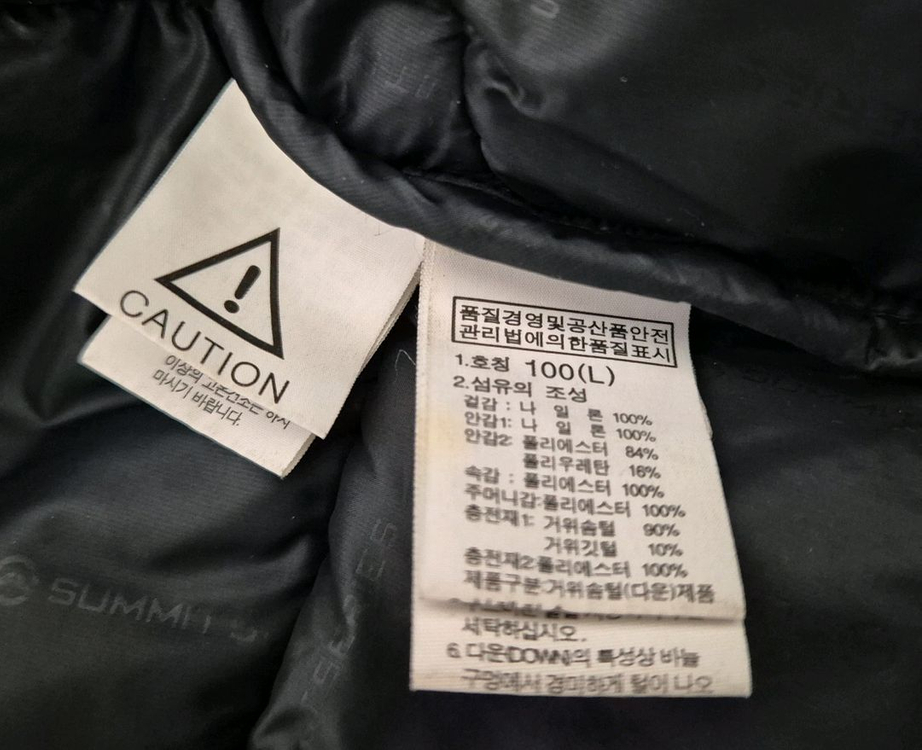 CAUTION
이상의 고온건조는 하지
마시기 바랍니다.
품질경영및공산품안전
관리법에의한품질표시
1.호칭 100(L)
2.섬유의 조성
겉감 : 나 일 론 100%
안감1: 나 일 론 100%
안감2: 폴리에스터 84%
폴리우레탄 16%
속감 : 폴리에스터 100%
주머니감:폴리에스터 100%
충전재1: 거위솜털 90%
거위깃털 10%
충전재2:폴리에스터 100%
제품구분:거위솜털(다운)제품
세탁하십시오.
6.다운(DOWN)의 특성상 바늘
구멍에서 경미하게 털이 나오
SUMMIT